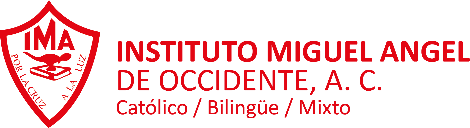 IMA
POR LA CRUZ
A LA LUZ
INSTITUTO MIGUEL ANGEL
DE OCCIDENTE, A. C.
Católico / Bilingüe / Mixto